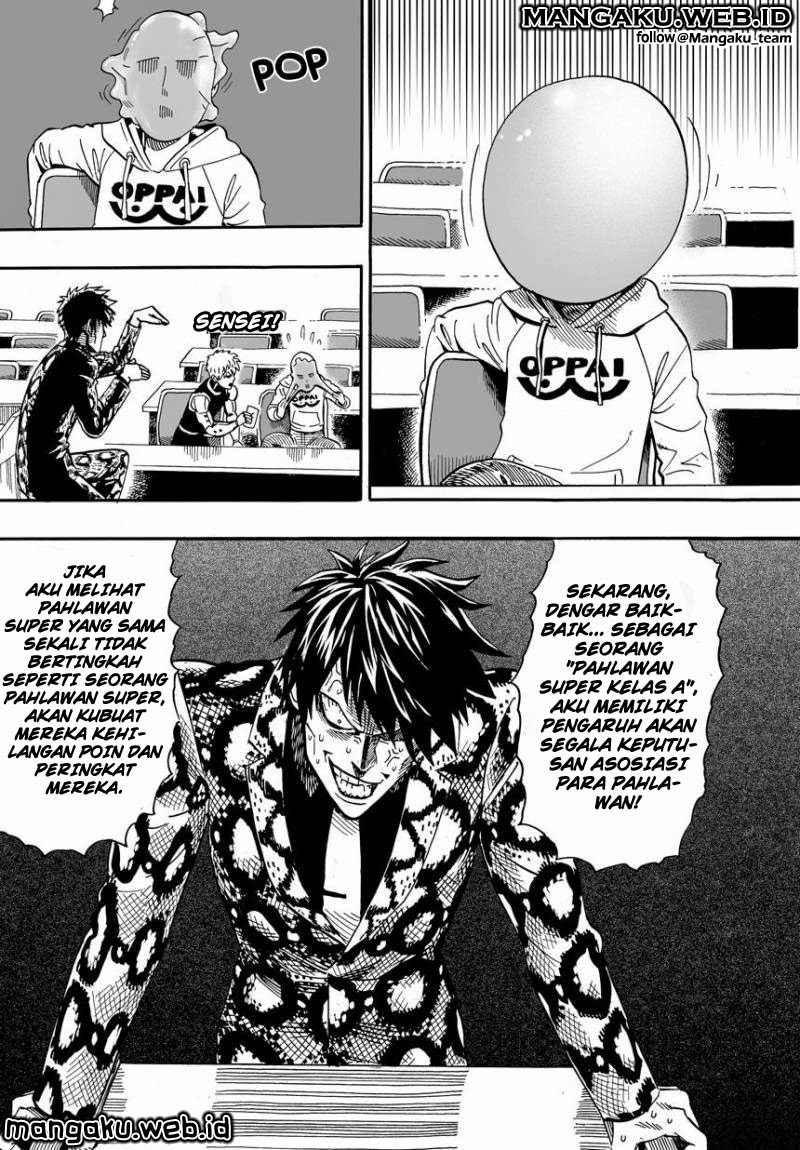 MANGAKU.WEB.ID
follow @Mangaku_team
OPPAI
POP
OPPAI
SENSEI!
SEKARANG,
DENGAR BAIK-
BAIK... SEBAGAI
SEORANG
"PAHLAWAN
SUPER KELAS A",
AKU MEMILIKI
PENGARUH AKAN
SEGALA KEPUTU-
SAN ASOSIASI
PARA PAHLA-
WAN!
JIKA
AKU MELIHAT
PAHLAWAN
SUPER YANG SAMA
SEKALI TIDAK
BERTINGKAH
SEPERTI SEORANG
PAHLAWAN SUPER,
AKAN KUBUAT
MEREKA KEHI-
LANGAN POIN DAN
PERINGKAT
MEREKA.
mangaku.web.id